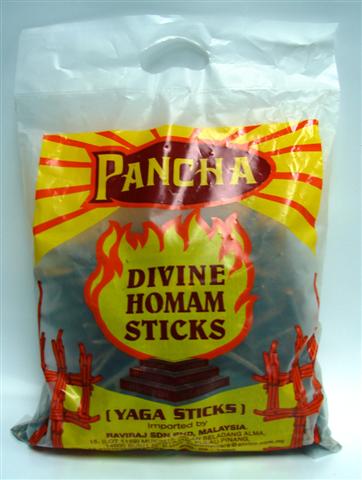 PANCHA
DIVINE
HOMAM
STICKS
[YAGA STICKS]
Imported by
RAVIRAJ SDN BHD, MALAYSIA.